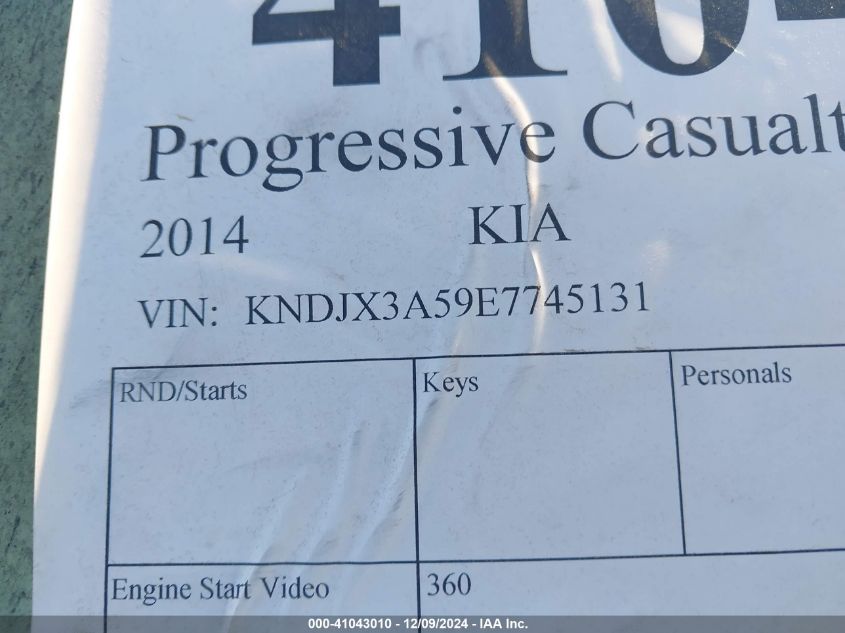 410-
Progressive Casualt
2014 KIA
VIN: KNDJX3A59E7745131
RND/Starts Keys Personals
Engine Start Video 360
000-41043010 - 12/09/2024 - IAA Inc.